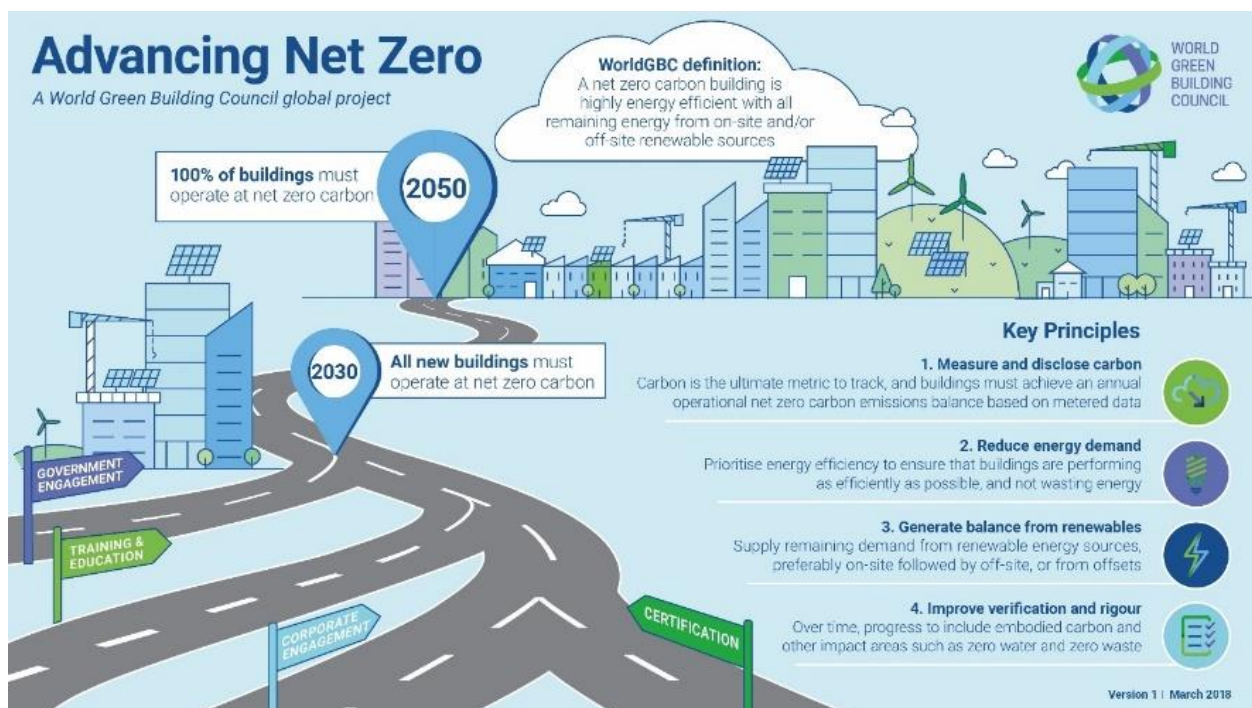 Advancing Net Zero
A World Green Building Council global project
WorldGBC definition:
A net zero carbon building is
highly energy efficient with all
remaining energy from on-site and/or
off-site renewable sources
WORLD
GREEN
BUILDING
COUNCIL
100% of buildings must
operate at net zero carbon
2050
2030
All new buildings must
operate at net zero carbon
Key Principles
1. Measure and disclose carbon
Carbon is the ultimate metric to track, and buildings must achieve an annual
operational net zero carbon emissions balance based on metered data
2. Reduce energy demand
Prioritise energy efficiency to ensure that buildings are performing
as efficiently as possible, and not wasting energy
3. Generate balance from renewables
Supply remaining demand from renewable energy sources,
preferably on-site followed by off-site, or from offsets
4. Improve verification and rigour
Over time, progress to include embodied carbon and
other impact areas such as zero water and zero waste
GOVERNMENT
ENGAGEMENT
TRAINING &
EDUCATION
CORPORATE
ENGAGEMENT
CERTIFICATION
Version 1 | March 2018